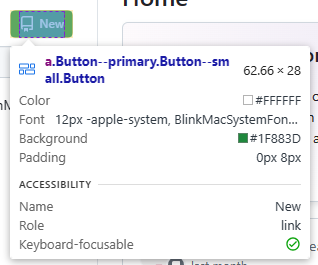 Home
New
a.Button--primary.Button--sm
all.Button
62.66 × 28
Color #FFFFFF
Font 12px -apple-system, BlinkMacSystemFon...
Background #1F883D
Padding 0px 8px
ACCESSIBILITY
Name New
Role link
Keyboard-focusable
last month